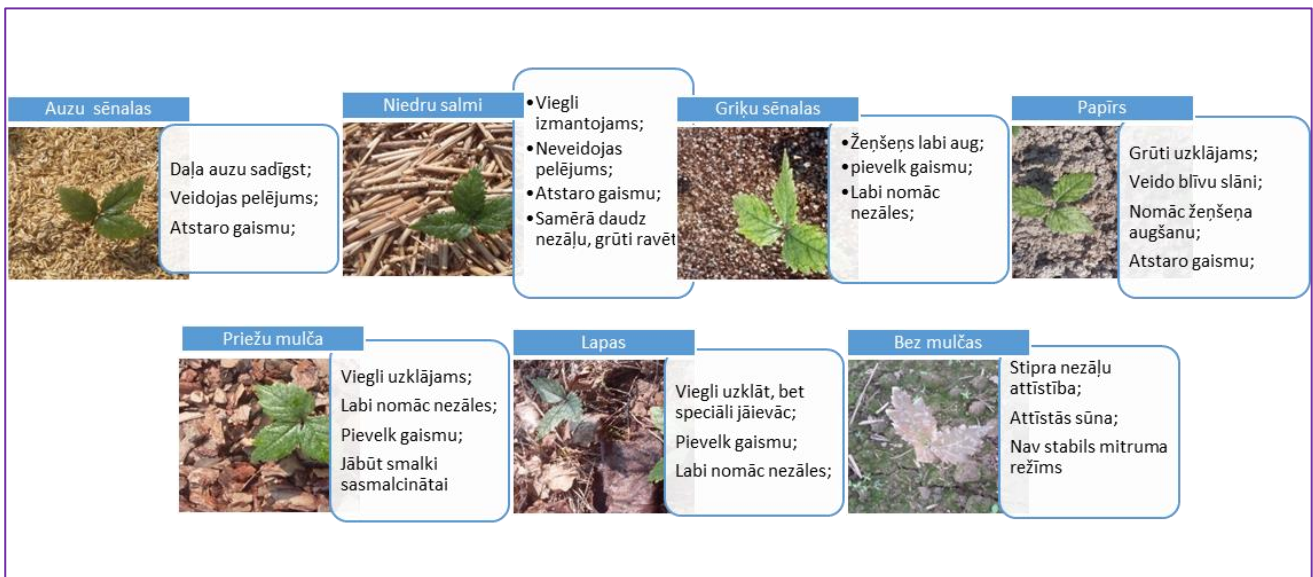 Auzu sēnalas
Daļa auzu sadīgst;
Veidojas pelējums;
Atstaro gaismu;
Niedru salmi
•Viegli
izmantojams;
•Neveidojas
pelējums;
•Atstaro gaismu;
•Samērā daudz
nezāļu, grūti ravēt
Griķu sēnalas
•Žeņšeņs labi aug;
•pievelk gaismu;
•Labi nomāc
nezāles;
Papīrs
Grūti uzklājams;
Veido blīvu slāni;
Nomāc žeņšeņa
augšanu;
Atstaro gaismu;
Priežu mulča
Viegli uzklājams;
Labi nomāc nezāles;
Pievelk gaismu;
Jābūt smalki
sasmalcinātai
Lapas
Viegli uzklāt, bet
speciāli jāievāc;
Pievelk gaismu;
Labi nomāc nezāles;
Bez mulčas
Stipra nezāļu
attīstība;
Attīstās sūna;
Nav stabils mitruma
režīms